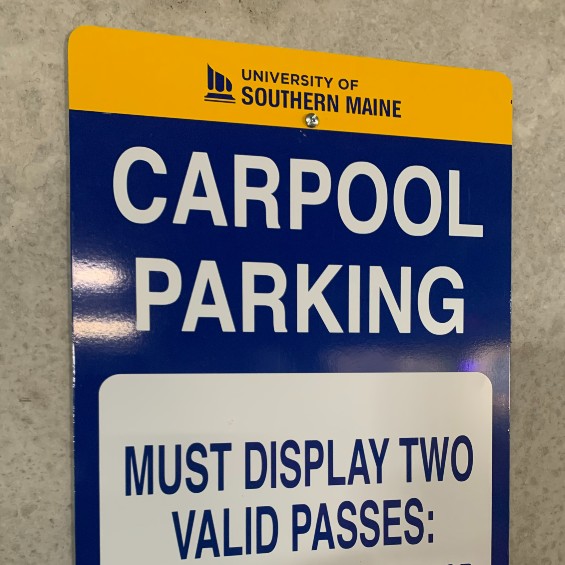 UNIVERSITY OF
SOUTHERN MAINE
CARPOOL
PARKING
MUST DISPLAY TWO
VALID PASSES: